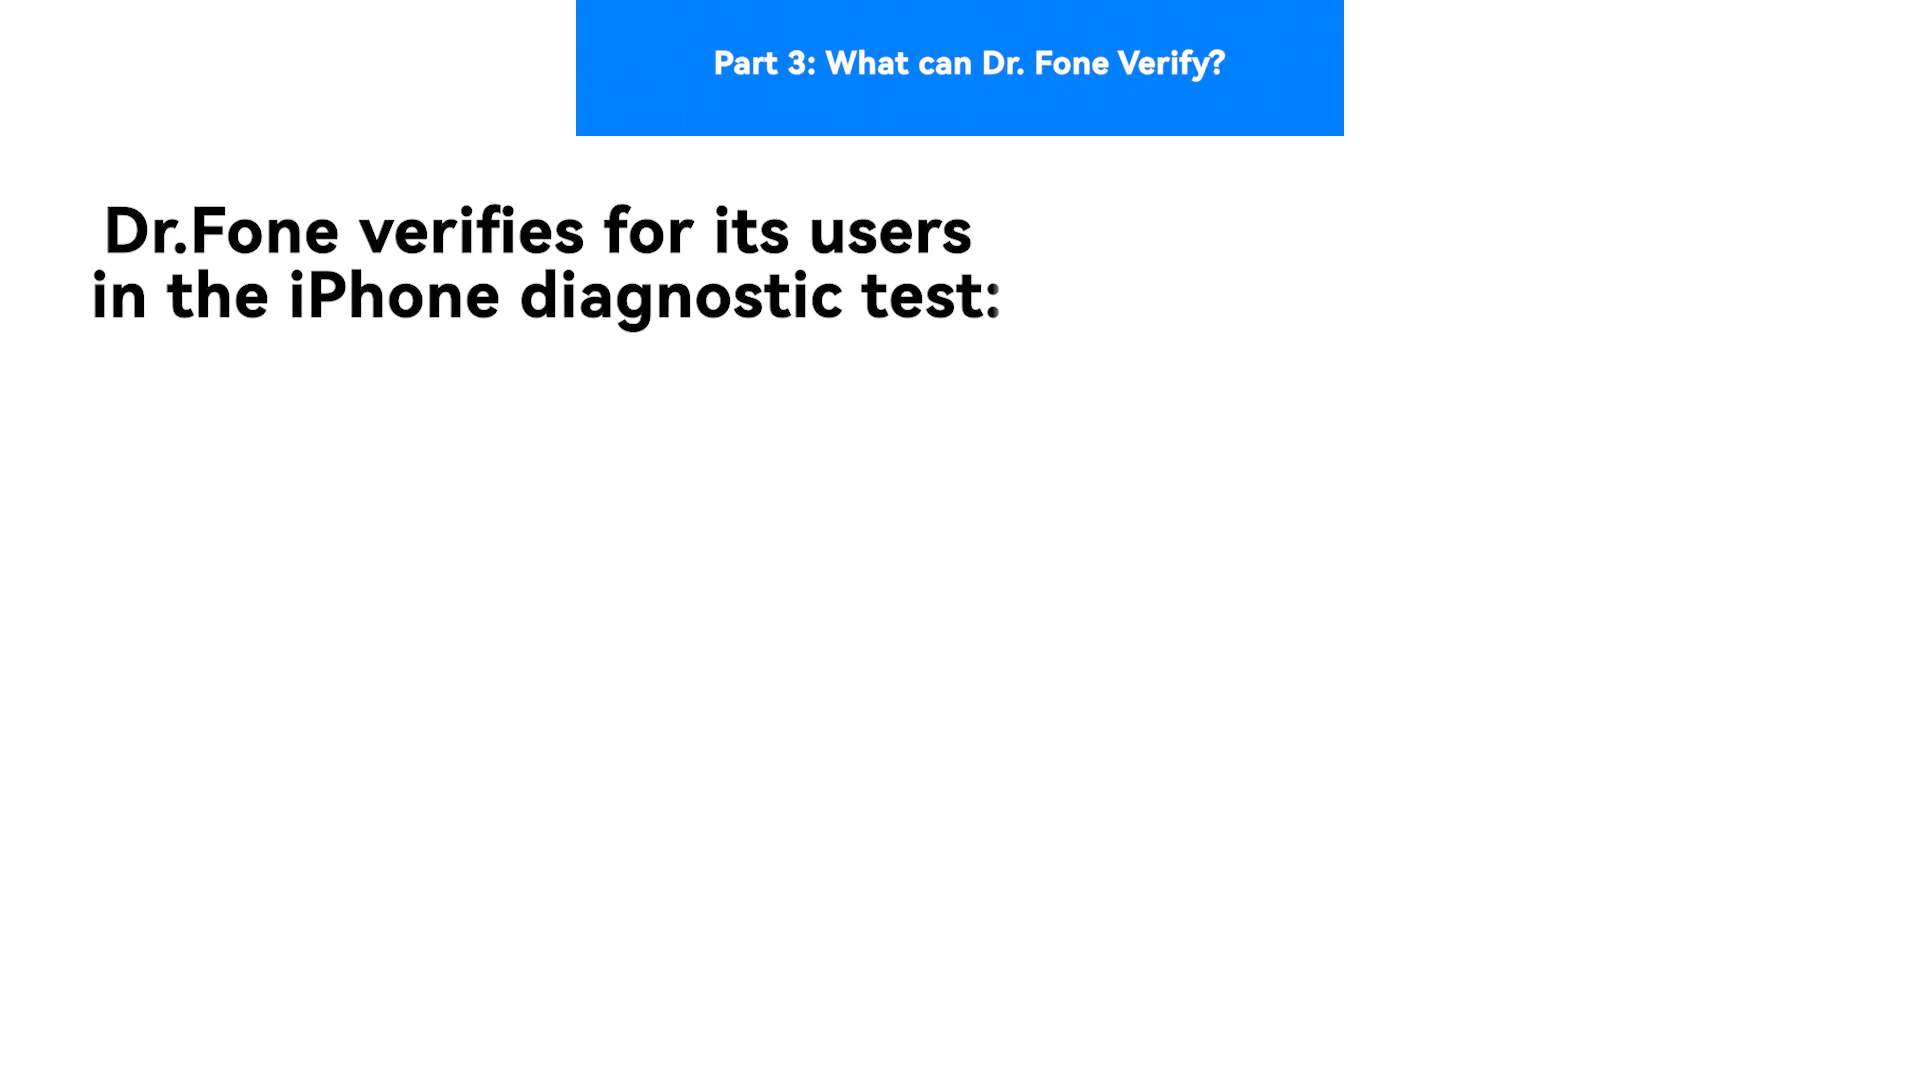 Part 3: What can Dr. Fone Verify?
Dr.Fone verifies for its users
in the iPhone diagnostic test: